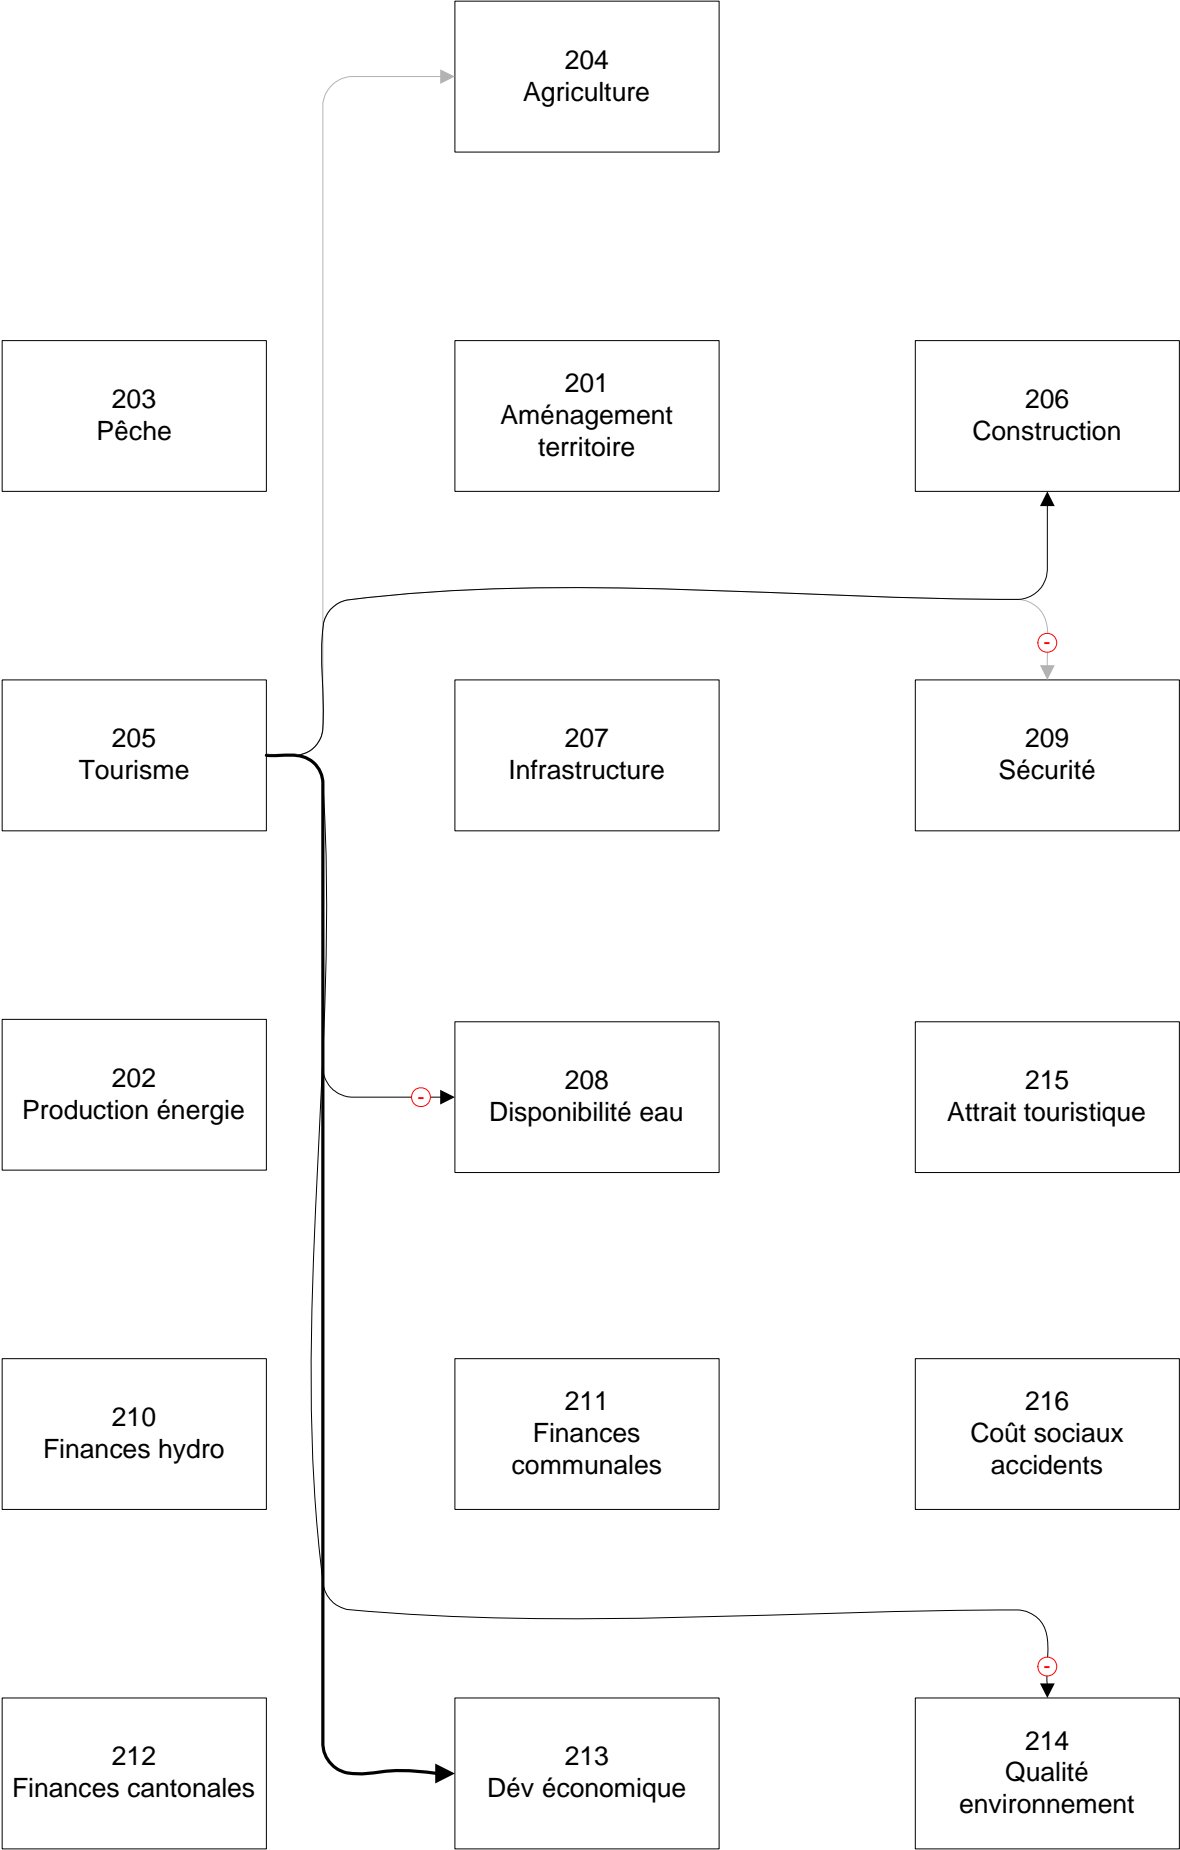 204
Agriculture
203
Pêche
201
Aménagement
territoire
206
Construction
-
205
Tourisme
207
Infrastructure
209
Sécurité
202
Production énergie
-
208
Disponibilité eau
215
Attrait touristique
210
Finances hydro
211
Finances
communales
216
Coût sociaux
accidents
-
212
Finances cantonales
213
Dév économique
214
Qualité
environnement